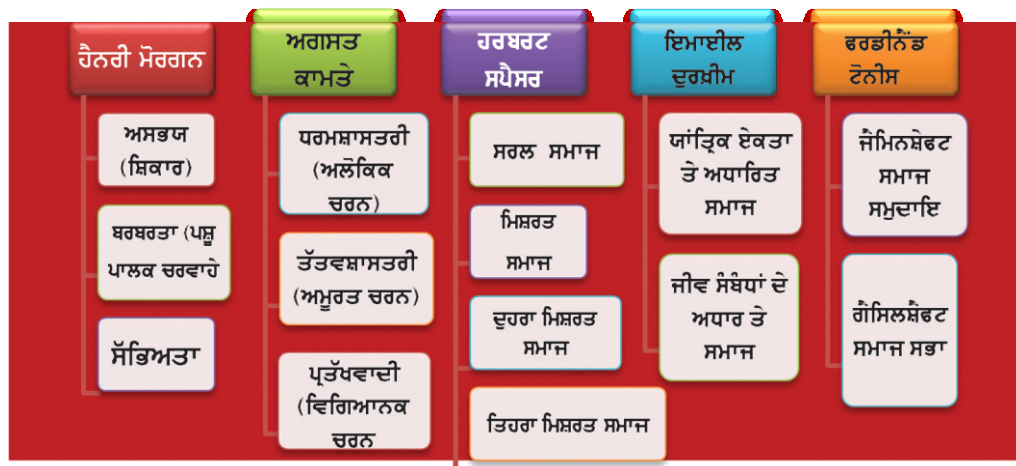 ਹੈਨਰੀ ਮੋਰਗਨ
ਅਸਭਯ
(ਸ਼ਿਕਾਰ)
ਬਰਬਰਤਾ (ਪਸ਼ੂ
ਪਾਲਕ ਚਰਵਾਹੇ
ਸੱਭਿਅਤਾ
ਅਗਸਤ
ਕਾਮਤੇ
ਧਰਮਸ਼ਾਸਤਰੀ
(ਅਲੋਕਿਕ
ਚਰਨ)
ਤੱਤਵਸ਼ਾਸਤਰੀ
(ਅਮੂਰਤ ਚਰਨ)
ਪ੍ਰਤੱਖਵਾਦੀ
(ਵਿਗਿਆਨਕ
ਚਰਨ
ਹਰਬਰਟ
ਸਪੈਸਰ
ਸਰਲ ਸਮਾਜ
ਮਿਸ਼ਰਤ
ਸਮਾਜ
ਦੁਹਰਾ ਮਿਸ਼ਰਤ
ਸਮਾਜ
ਤਿਹਰਾ ਮਿਸ਼ਰਤ ਸਮਾਜ
ਇਮਾਈਲ
ਦੁਰਖ਼ੀਮ
ਯਾਂਤ੍ਰਿਕ ਏਕਤਾ
ਤੇ ਅਧਾਰਿਤ
ਸਮਾਜ
ਜੀਵ ਸੰਬੰਧਾਂ ਦੇ
ਅਧਾਰ ਤੇ
ਸਮਾਜ
ਫਰਡੀਨੈਂਡ
ਟੋਨੀਸ
ਜੈਮਿਨਸ਼ੇਫਟ
ਸਮਾਜ
ਸਮੁਦਾਇ
ਗੈਸਿਲਸ਼ੈਫਟ
ਸਮਾਜ ਸਭਾ